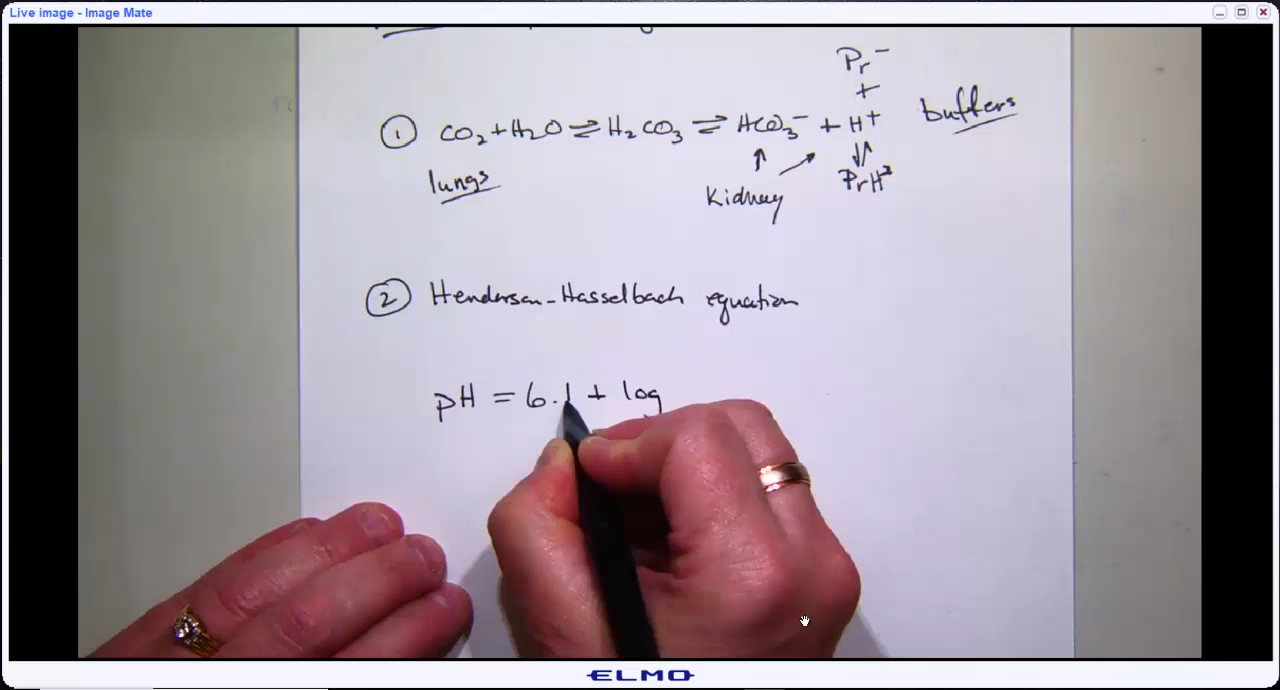 Live image - Image Mate
Pr⁻
+
① CO₂ + H₂O ⇌ H₂CO₃ ⇌ HCO₃⁻ + H⁺ buffers
lungs
Kidney
② Henderson-Hasselbach equation
pH = 6.1 + log
ELMO